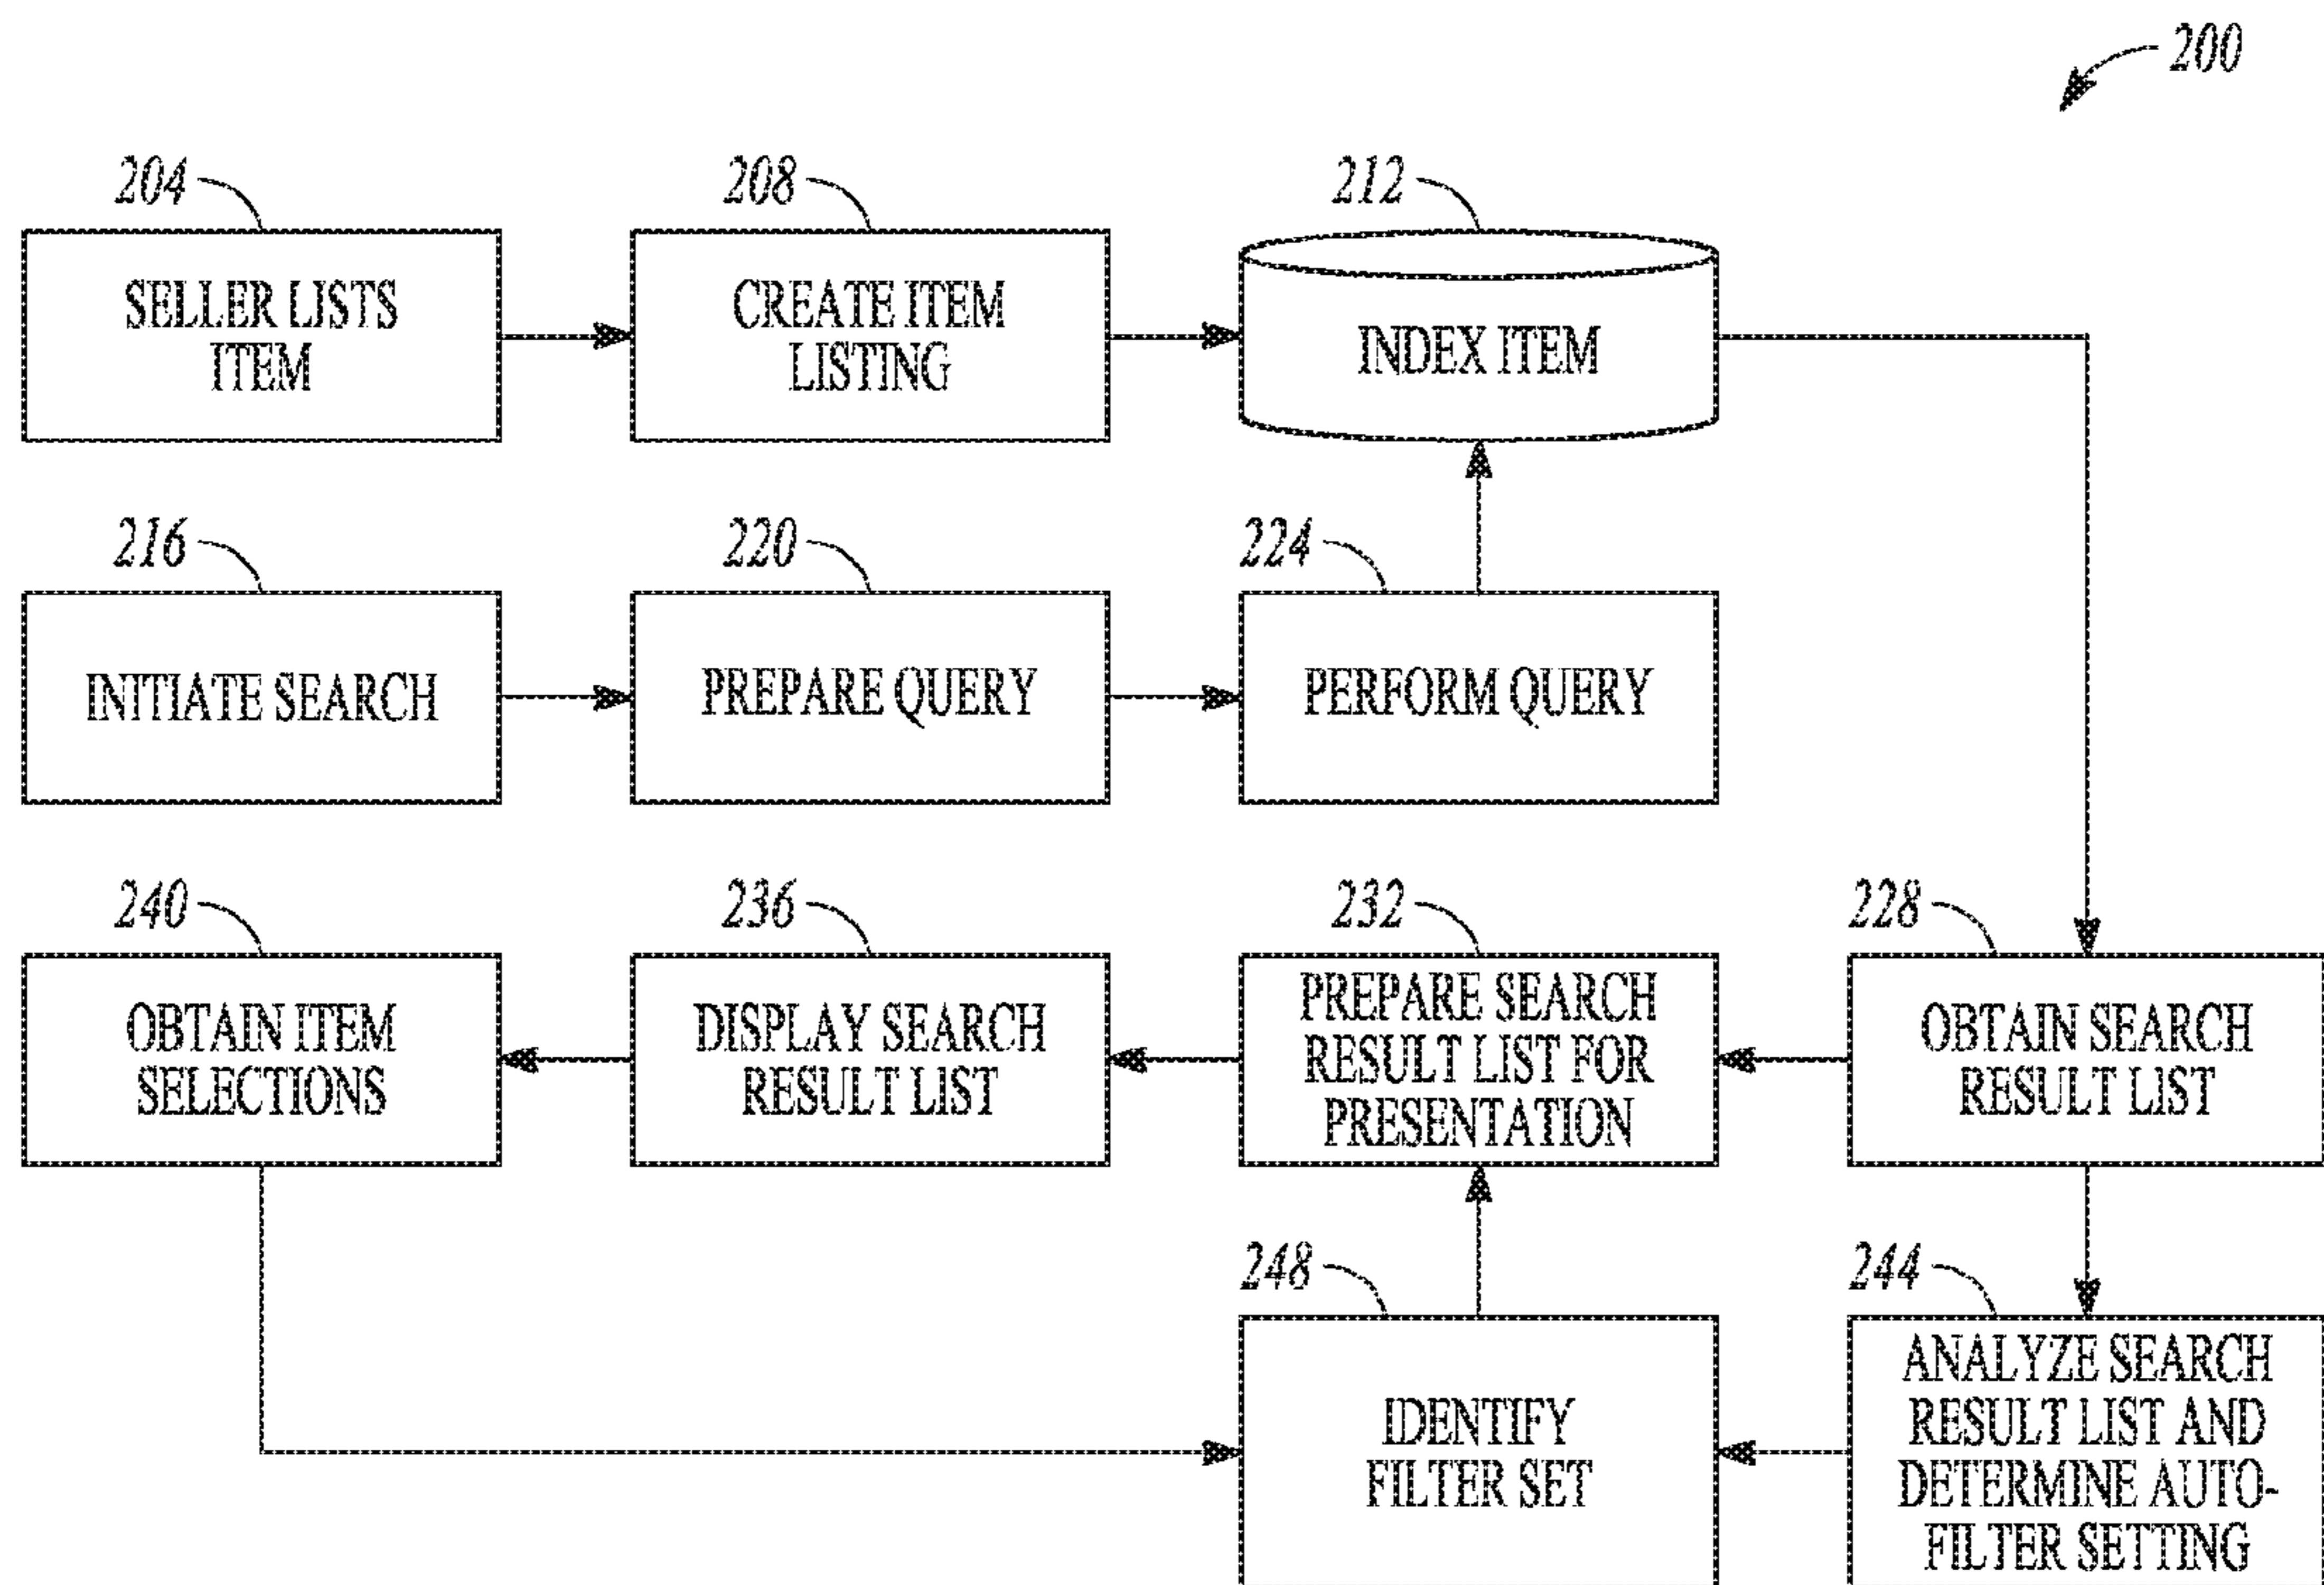 200
204
SELLER LISTS
ITEM
208
CREATE ITEM
LISTING
212
INDEX ITEM
216
INITIATE SEARCH
220
PREPARE QUERY
224
PERFORM QUERY
240
OBTAIN ITEM
SELECTIONS
236
DISPLAY SEARCH
RESULT LIST
232
PREPARE SEARCH
RESULT LIST FOR
PRESENTATION
228
OBTAIN SEARCH
RESULT LIST
248
IDENTIFY
FILTER SET
244
ANALYZE SEARCH
RESULT LIST AND
DETERMINE AUTO-
FILTER SETTING